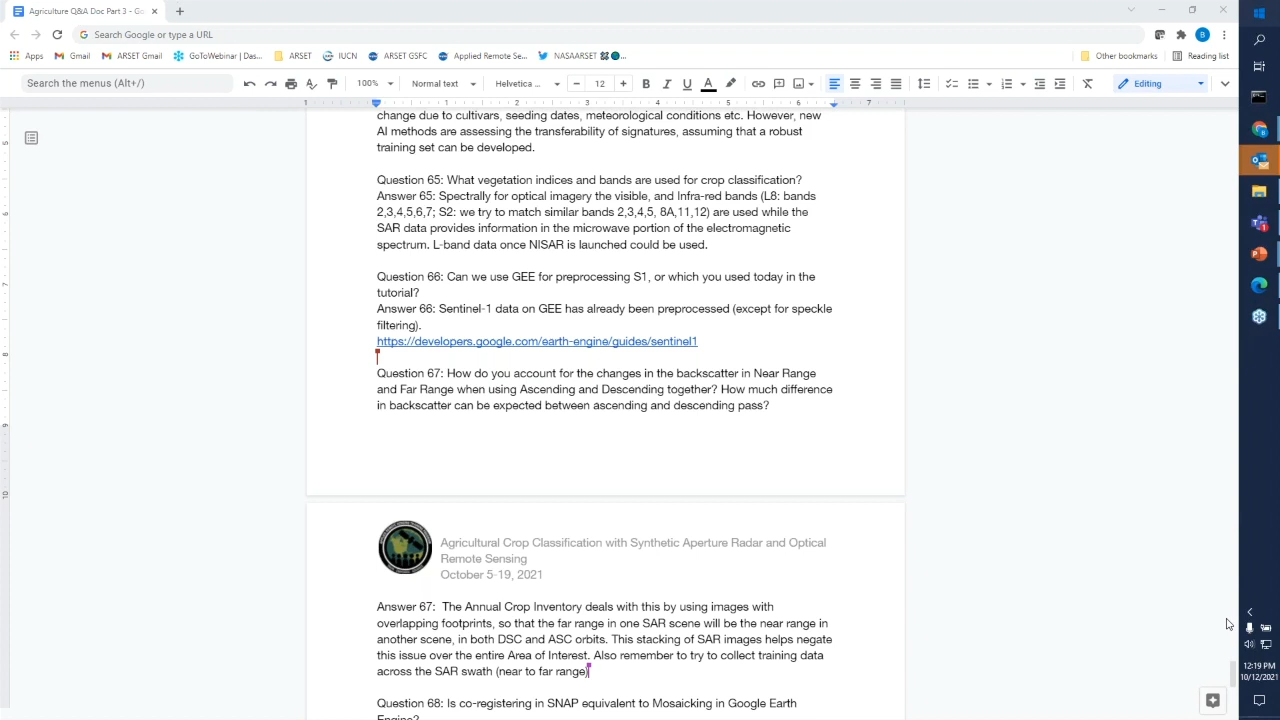 Agriculture Q&A Doc Part 3 - Go
Search Google or type a URL
B
Apps
Gmail
ARSET Gmail
GoToWebinar | Das...
ARSET
IUCN
ARSET GSFC
Applied Remote Se...
NASAARSET
Other bookmarks
Reading list
Search the menus (Alt+/)
100%
Normal text
Helvetica ...
12
B I U A
Editing
1 1 2 3 4 5 6 7
change due to cultivars, seeding dates, meteorological conditions etc. However, new
AI methods are assessing the transferability of signatures, assuming that a robust
training set can be developed.
Question 65: What vegetation indices and bands are used for crop classification?
Answer 65: Spectrally for optical imagery the visible, and Infra-red bands (L8: bands
2,3,4,5,6,7; S2: we try to match similar bands 2,3,4,5, 8A,11,12) are used while the
SAR data provides information in the microwave portion of the electromagnetic
spectrum. L-band data once NISAR is launched could be used.
Question 66: Can we use GEE for preprocessing S1, or which you used today in the
tutorial?
Answer 66: Sentinel-1 data on GEE has already been preprocessed (except for speckle
filtering).
https://developers.google.com/earth-engine/guides/sentinel1
Question 67: How do you account for the changes in the backscatter in Near Range
and Far Range when using Ascending and Descending together? How much difference
in backscatter can be expected between ascending and descending pass?
Agricultural Crop Classification with Synthetic Aperture Radar and Optical
Remote Sensing
October 5-19, 2021
Answer 67:  The Annual Crop Inventory deals with this by using images with
overlapping footprints, so that the far range in one SAR scene will be the near range in
another scene, in both DSC and ASC orbits. This stacking of SAR images helps negate
this issue over the entire Area of Interest. Also remember to try to collect training data
across the SAR swath (near to far range)
Question 68: Is co-registering in SNAP equivalent to Mosaicking in Google Earth
Engine?
12:19 PM
10/12/2021